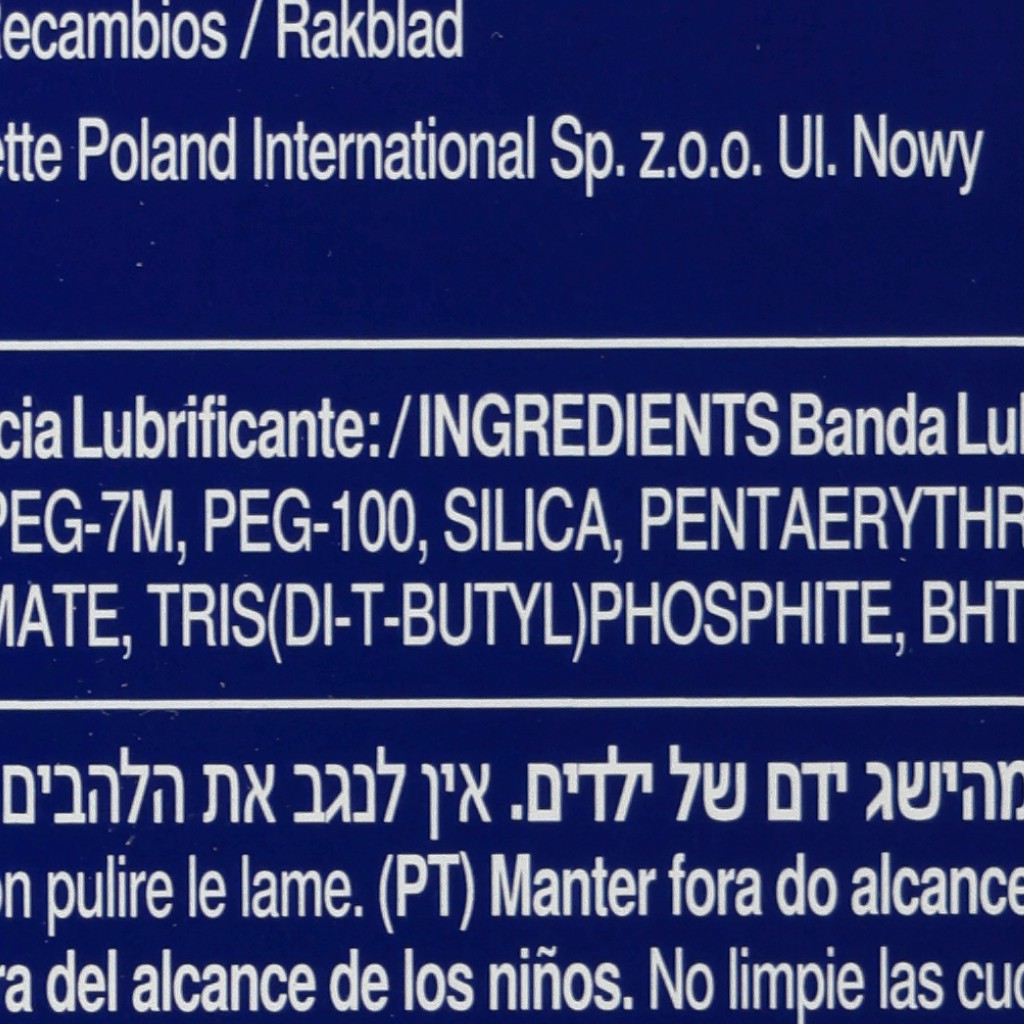 Recambios / Rakblad
ette Poland International Sp. z.o.o. Ul. Nowy
cia Lubrificante: / INGREDIENTS Banda Lub
PEG-7M, PEG-100, SILICA, PENTAERYTHR
MATE, TRIS(DI-T-BUTYL)PHOSPHITE, BHT
מהישג ידם של ילדים. אין לנגב את הלהבים
on pulire le lame. (PT) Manter fora do alcance
ra del alcance de los niños. No limpie las cuc